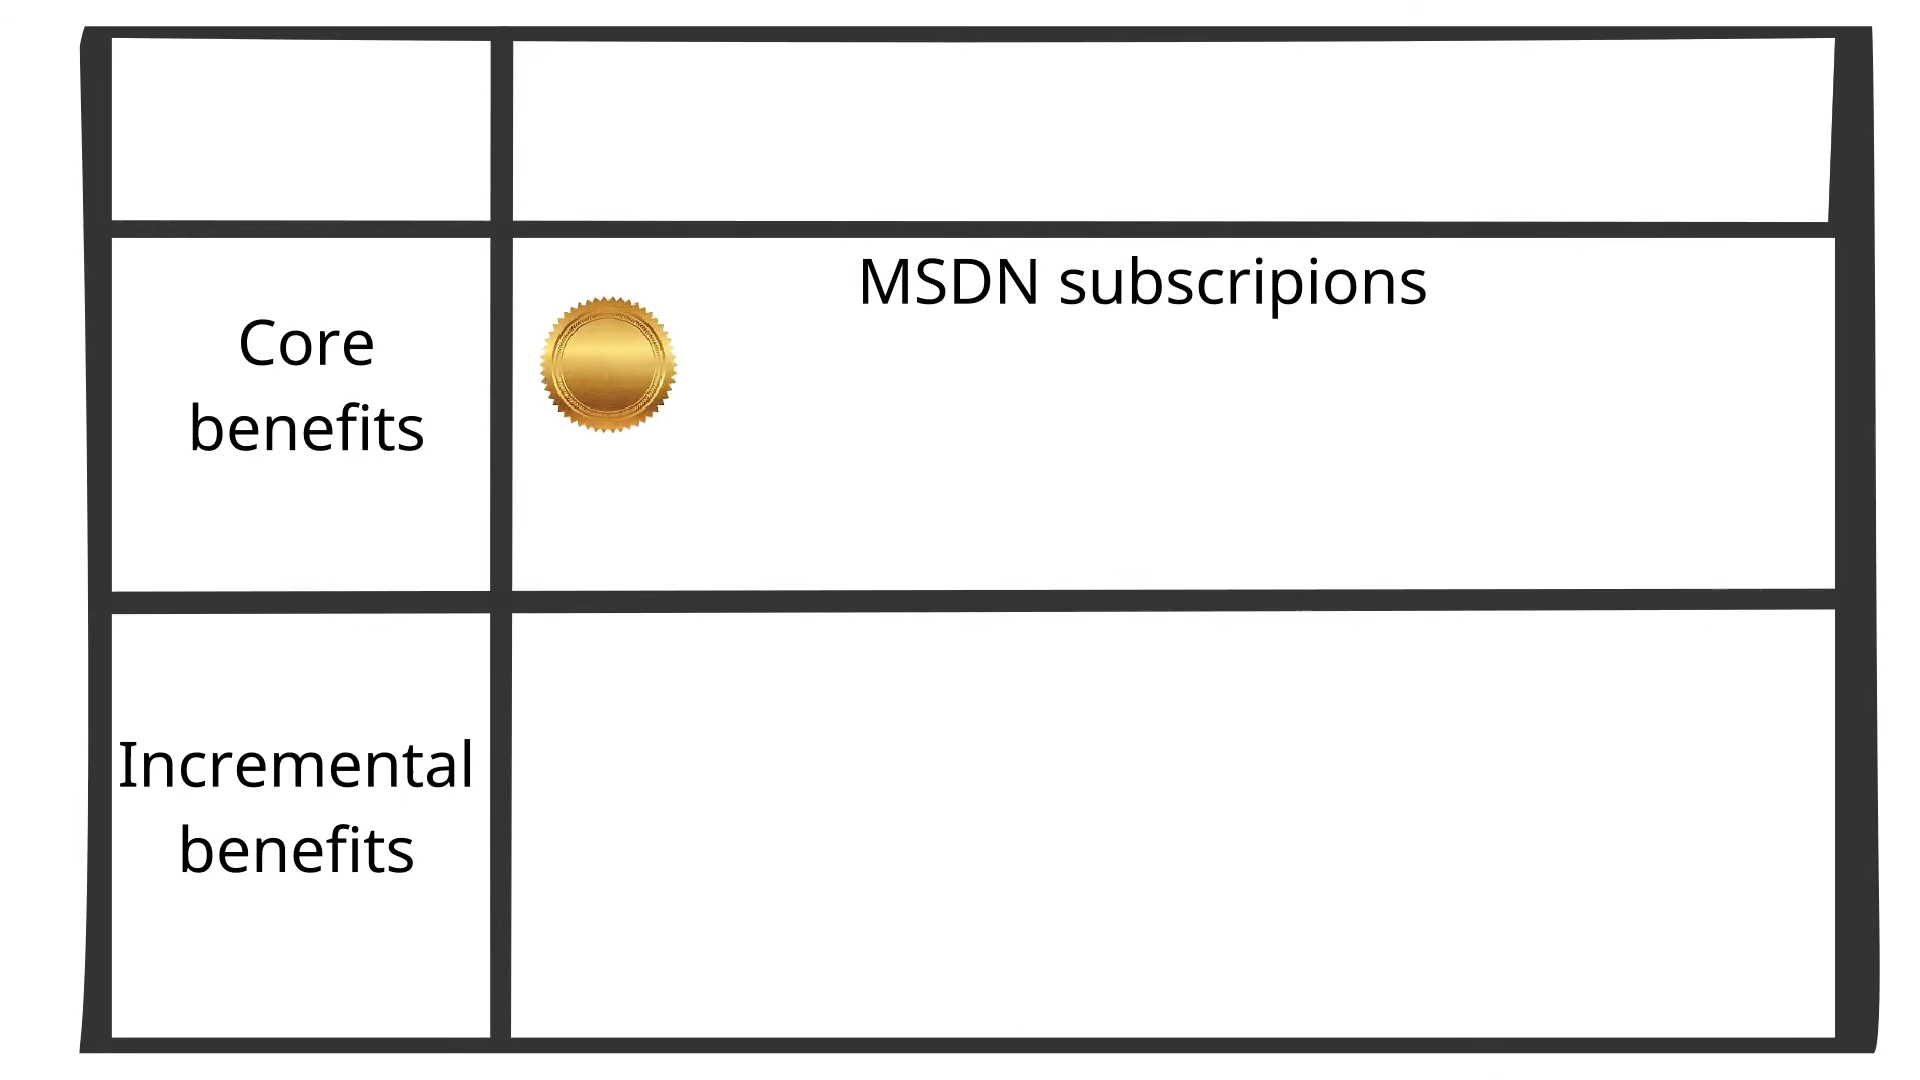 MSDN subscripions
Core
benefits
Incremental
benefits